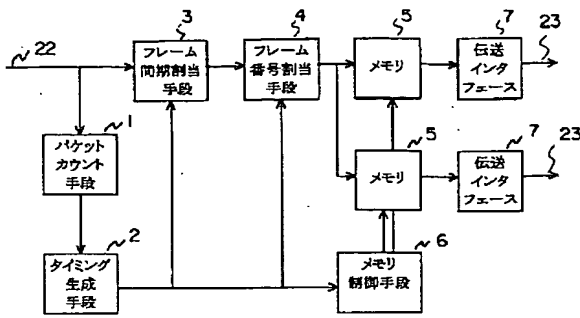 3
4
5
7
23
22
フレーム
同期割当
手段
フレーム
番号割当
手段
メモリ
伝送
インタ
フェース
1
パケット
カウント
手段
5
メモリ
7
伝送
インタ
フェース
23
2
タイミング
生成
手段
6
メモリ
制御手段